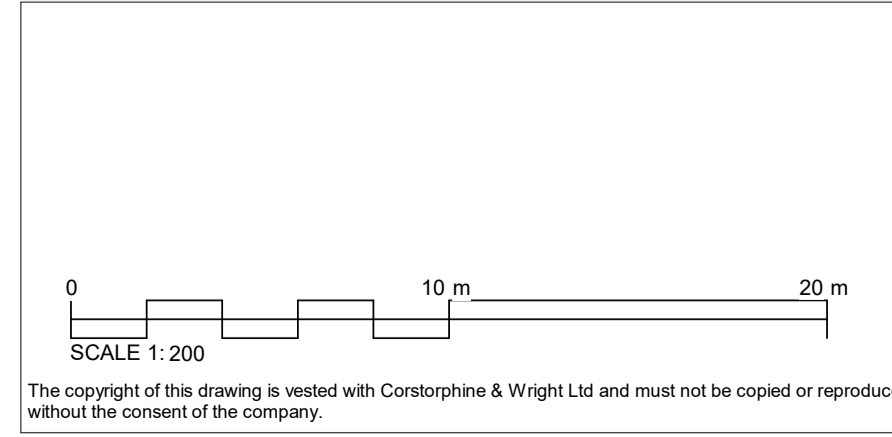 0 10 m 20 m
SCALE 1: 200
The copyright of this drawing is vested with Corstorphine & Wright Ltd and must not be copied or reproduc
without the consent of the company.